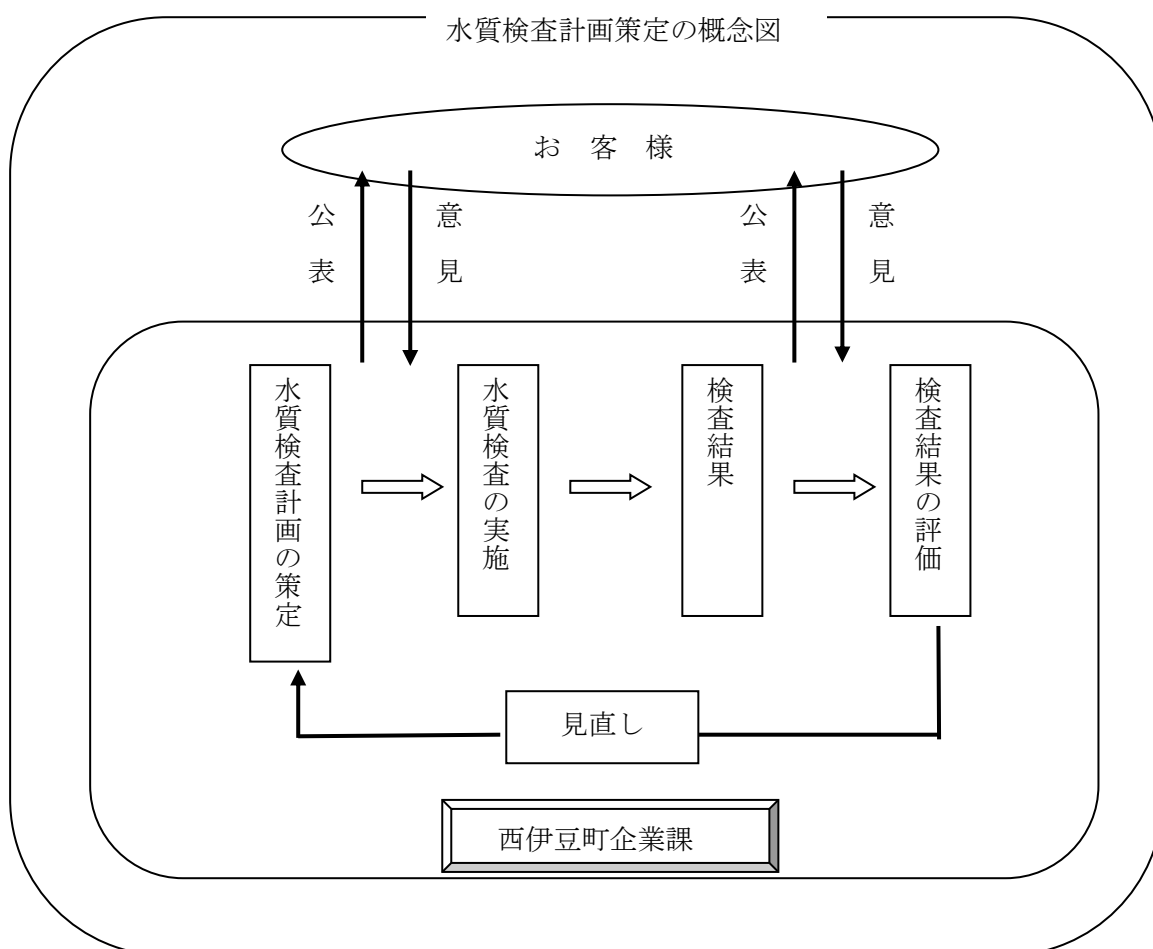 水質検査計画策定の概念図
お 客 様
公表
意見
公表
意見
水質検査計画の策定
水質検査の実施
検査結果
検査結果の評価
見直し
西伊豆町企業課